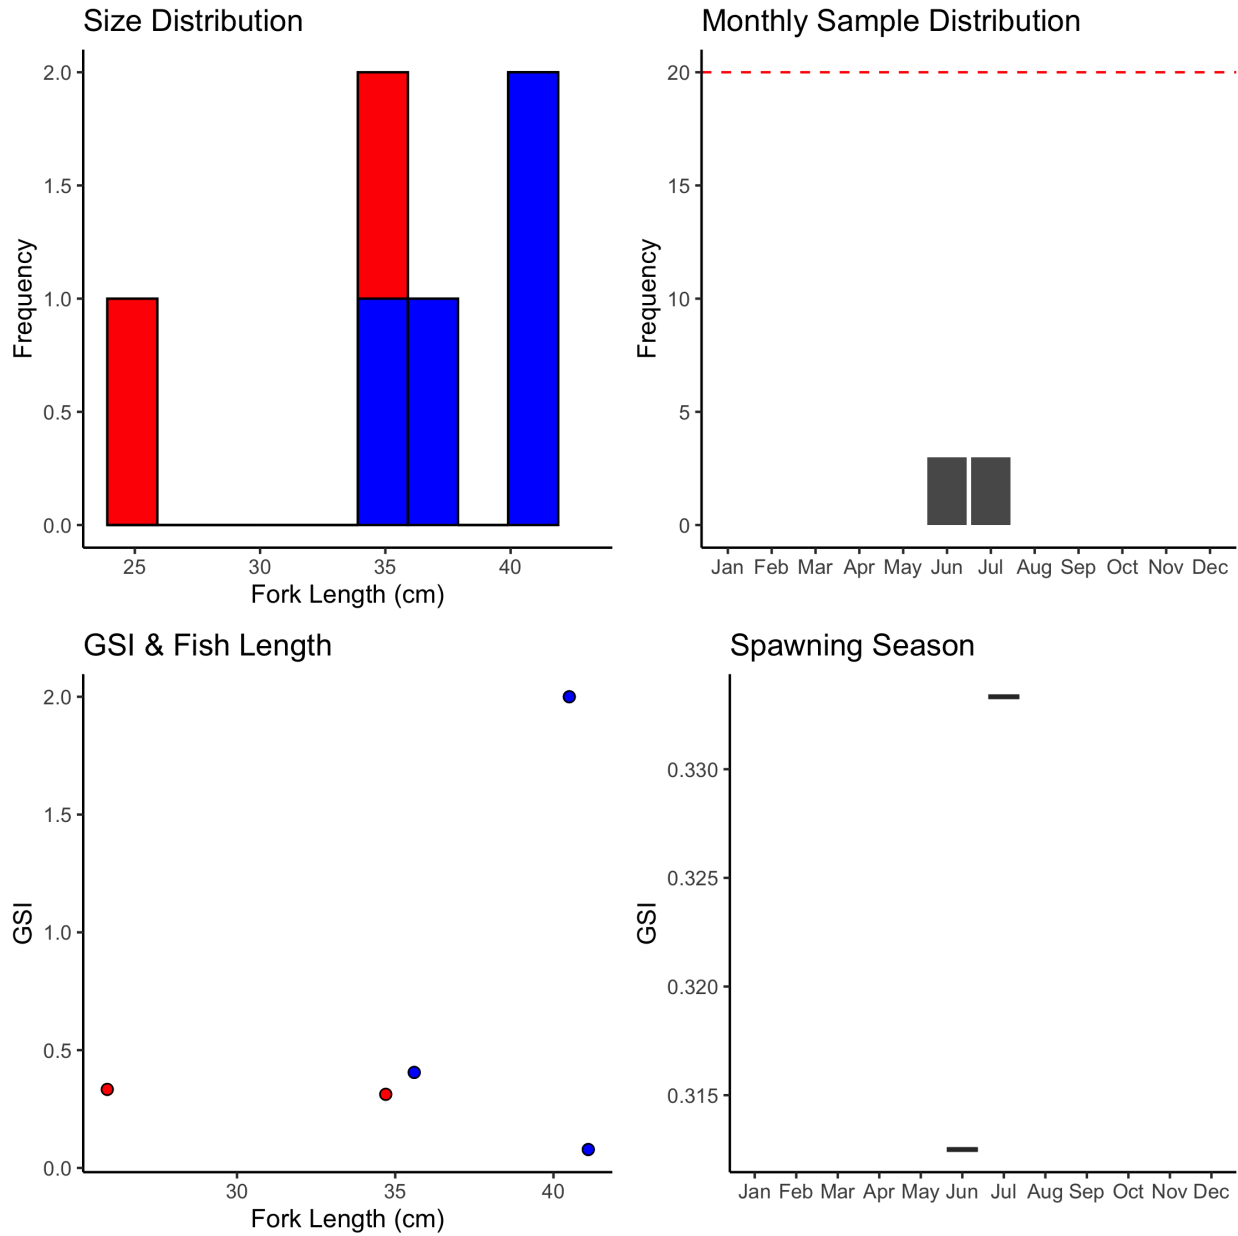 Size Distribution
Frequency
2.0
1.5
1.0
0.5
0.0
25 30 35 40
Fork Length (cm)
Monthly Sample Distribution
Frequency
20
15
10
5
0
Jan Feb Mar Apr May Jun Jul Aug Sep Oct Nov Dec
GSI & Fish Length
GSI
2.0
1.5
1.0
0.5
0.0
30 35 40
Fork Length (cm)
Spawning Season
GSI
0.330
0.325
0.320
0.315
Jan Feb Mar Apr May Jun Jul Aug Sep Oct Nov Dec